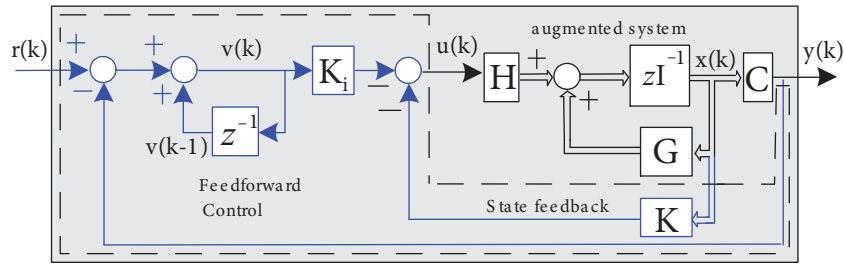 augmented system
r(k)
+
−
+
+
v(k)
K_i
−
−
u(k)
H
+
+
zI^{-1}
x(k)
C
y(k)
z^{-1}
v(k-1)
G
Feedforward
Control
State feedback
K